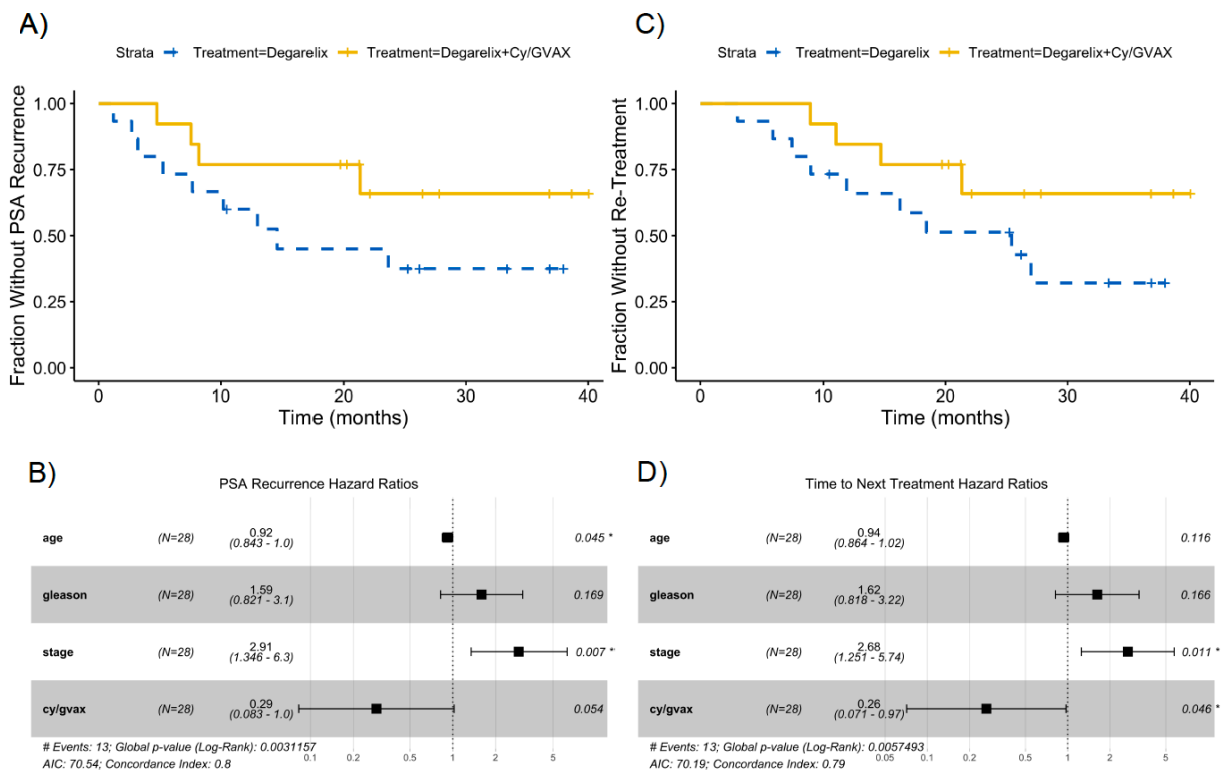 A)
Strata Treatment=Degarelix Treatment=Degarelix+Cy/GVAX
Fraction Without PSA Recurrence
1.00
0.75
0.50
0.25
0.00
0 10 20 30 40
Time (months)
C)
Strata Treatment=Degarelix Treatment=Degarelix+Cy/GVAX
Fraction Without Re-Treatment
1.00
0.75
0.50
0.25
0.00
0 10 20 30 40
Time (months)
B)
PSA Recurrence Hazard Ratios
age (N=28) 0.92 0.045 *
(0.843 - 1.0)
gleason (N=28) 1.59 0.169
(0.821 - 3.1)
stage (N=28) 2.91 0.007 *
(1.346 - 6.3)
cy/gvax (N=28) 0.29 0.054
(0.083 - 1.0)
# Events: 13; Global p-value (Log-Rank): 0.0031157
AIC: 70.54; Concordance Index: 0.8
0.1 0.5 1 5
D)
Time to Next Treatment Hazard Ratios
age (N=28) 0.94 0.116
(0.864 - 1.02)
gleason (N=28) 1.62 0.166
(0.818 - 3.22)
stage (N=28) 2.68 0.011 *
(1.251 - 5.74)
cy/gvax (N=28) 0.26 0.046 *
(0.071 - 0.97)
# Events: 13; Global p-value (Log-Rank): 0.0057493
AIC: 70.19; Concordance Index: 0.79
0.05 0.1 0.5 1 5